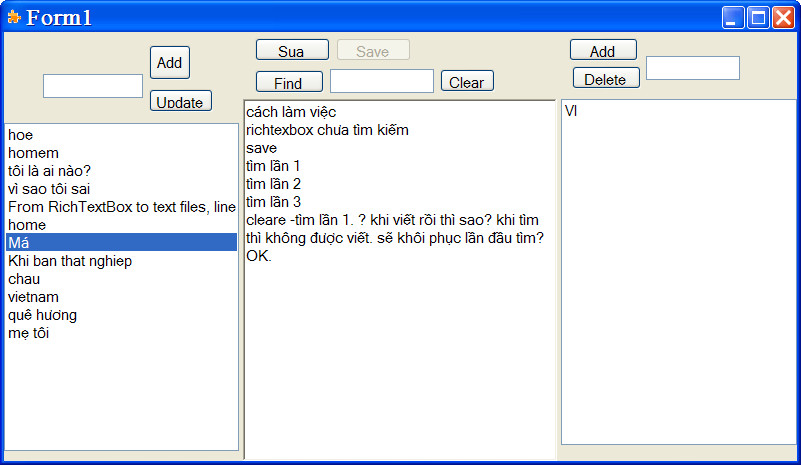 Form1
Add
Update
Sua
Save
Find
Clear
Add
Delete
hoe
homem
tôi là ai nào?
vì sao tôi sai
From RichTextBox to text files, line
home
Má
Khi ban that nghiep
chau
vietnam
quê hương
mẹ tôi
cách làm việc
richtexbox chưa tìm kiếm
save
tìm lần 1
tìm lần 2
tìm lần 3
cleare -tìm lần 1. ? khi viết rồi thì sao? khi tìm
thì không được viết. sẽ khôi phục lần đầu tìm?
OK.
VI